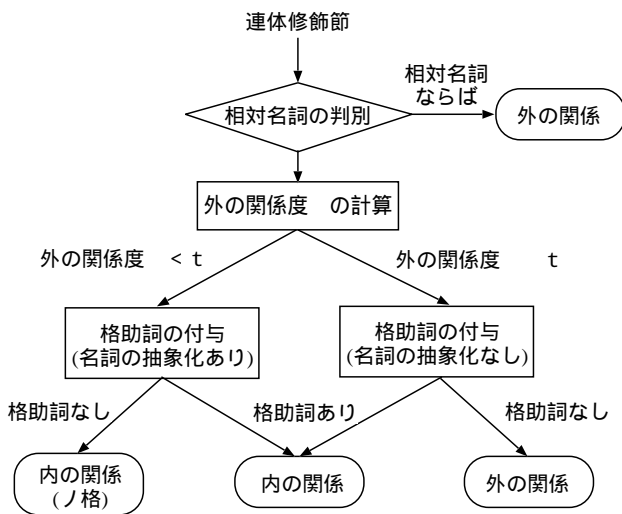 連体修飾節
相対名詞
ならば
相対名詞の判別
外の関係
外の関係度　の計算
外の関係度　< t
外の関係度　　t
格助詞の付与
(名詞の抽象化あり)
格助詞の付与
(名詞の抽象化なし)
格助詞なし
格助詞あり
格助詞なし
内の関係
(ノ格)
内の関係
外の関係